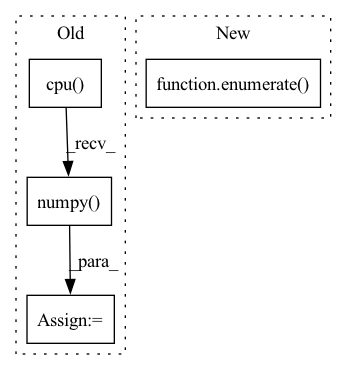 Old
New
cpu()
function.enumerate()
_recv_
numpy()
_para_
Assign:=